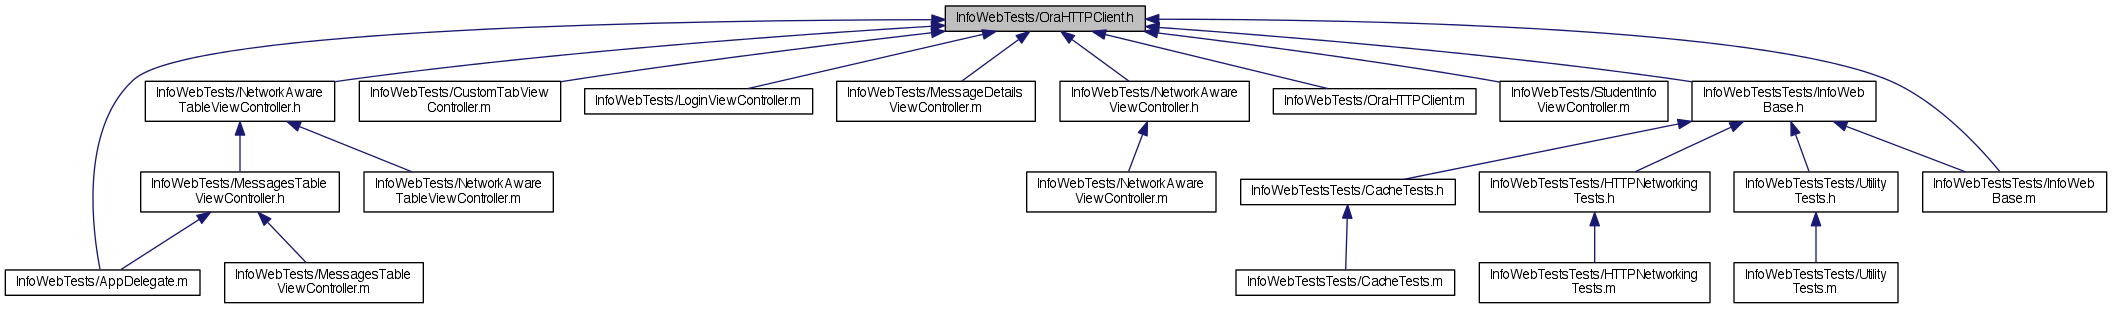 InfoWebTests/OraHTTPClient.h
InfoWebTests/NetworkAware
TableViewController.h
InfoWebTests/CustomTabView
Controller.m
InfoWebTests/LoginViewController.m
InfoWebTests/MessageDetails
ViewController.m
InfoWebTests/NetworkAware
ViewController.h
InfoWebTests/OraHTTPClient.m
InfoWebTests/StudentInfo
ViewController.m
InfoWebTestsTests/InfoWeb
Base.h
InfoWebTests/MessagesTable
ViewController.h
InfoWebTests/NetworkAware
TableViewController.m
InfoWebTests/NetworkAware
ViewController.m
InfoWebTestsTests/CacheTests.h
InfoWebTestsTests/HTTPNetworking
Tests.h
InfoWebTestsTests/Utility
Tests.h
InfoWebTestsTests/InfoWeb
Base.m
InfoWebTests/AppDelegate.m
InfoWebTests/MessagesTable
ViewController.m
InfoWebTestsTests/CacheTests.m
InfoWebTestsTests/HTTPNetworking
Tests.m
InfoWebTestsTests/Utility
Tests.m